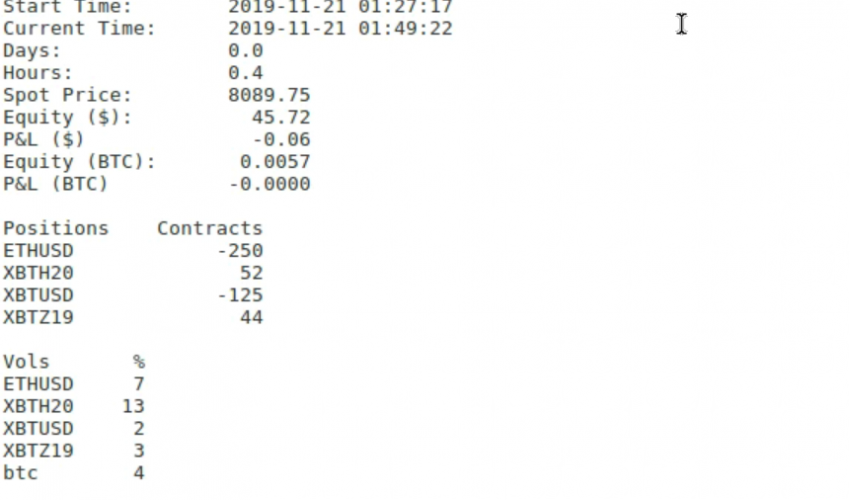 Start Time: 2019-11-21 01:27:17
Current Time: 2019-11-21 01:49:22
Days: 0.0
Hours: 0.4
Spot Price: 8089.75
Equity ($): 45.72
P&L ($) -0.06
Equity (BTC): 0.0057
P&L (BTC) -0.0000
Positions Contracts
ETHUSD -250
XBTH20 52
XBTUSD -125
XBTZ19 44
Vols %
ETHUSD 7
XBTH20 13
XBTUSD 2
XBTZ19 3
btc 4